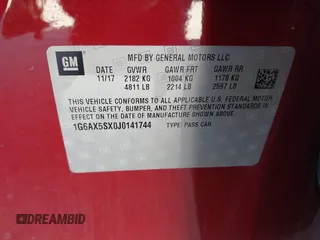 GM
MFD BY GENERAL MOTORS LLC
11/17 GVWR GAWR FRT GAWR RR
2182 KG 1004 KG 1178 KG
4811 LB 2214 LB 2597 LB
THIS VEHICLE CONFORMS TO ALL APPLICABLE U.S. FEDERAL MOTOR
VEHICLE SAFETY, BUMPER, AND THEFT PREVENTION STANDARDS
IN EFFECT ON THE DATE OF MANUFACTURE SHOWN ABOVE.
1G6AX5SX0J0141744 TYPE: PASS CAR
DREAMBID